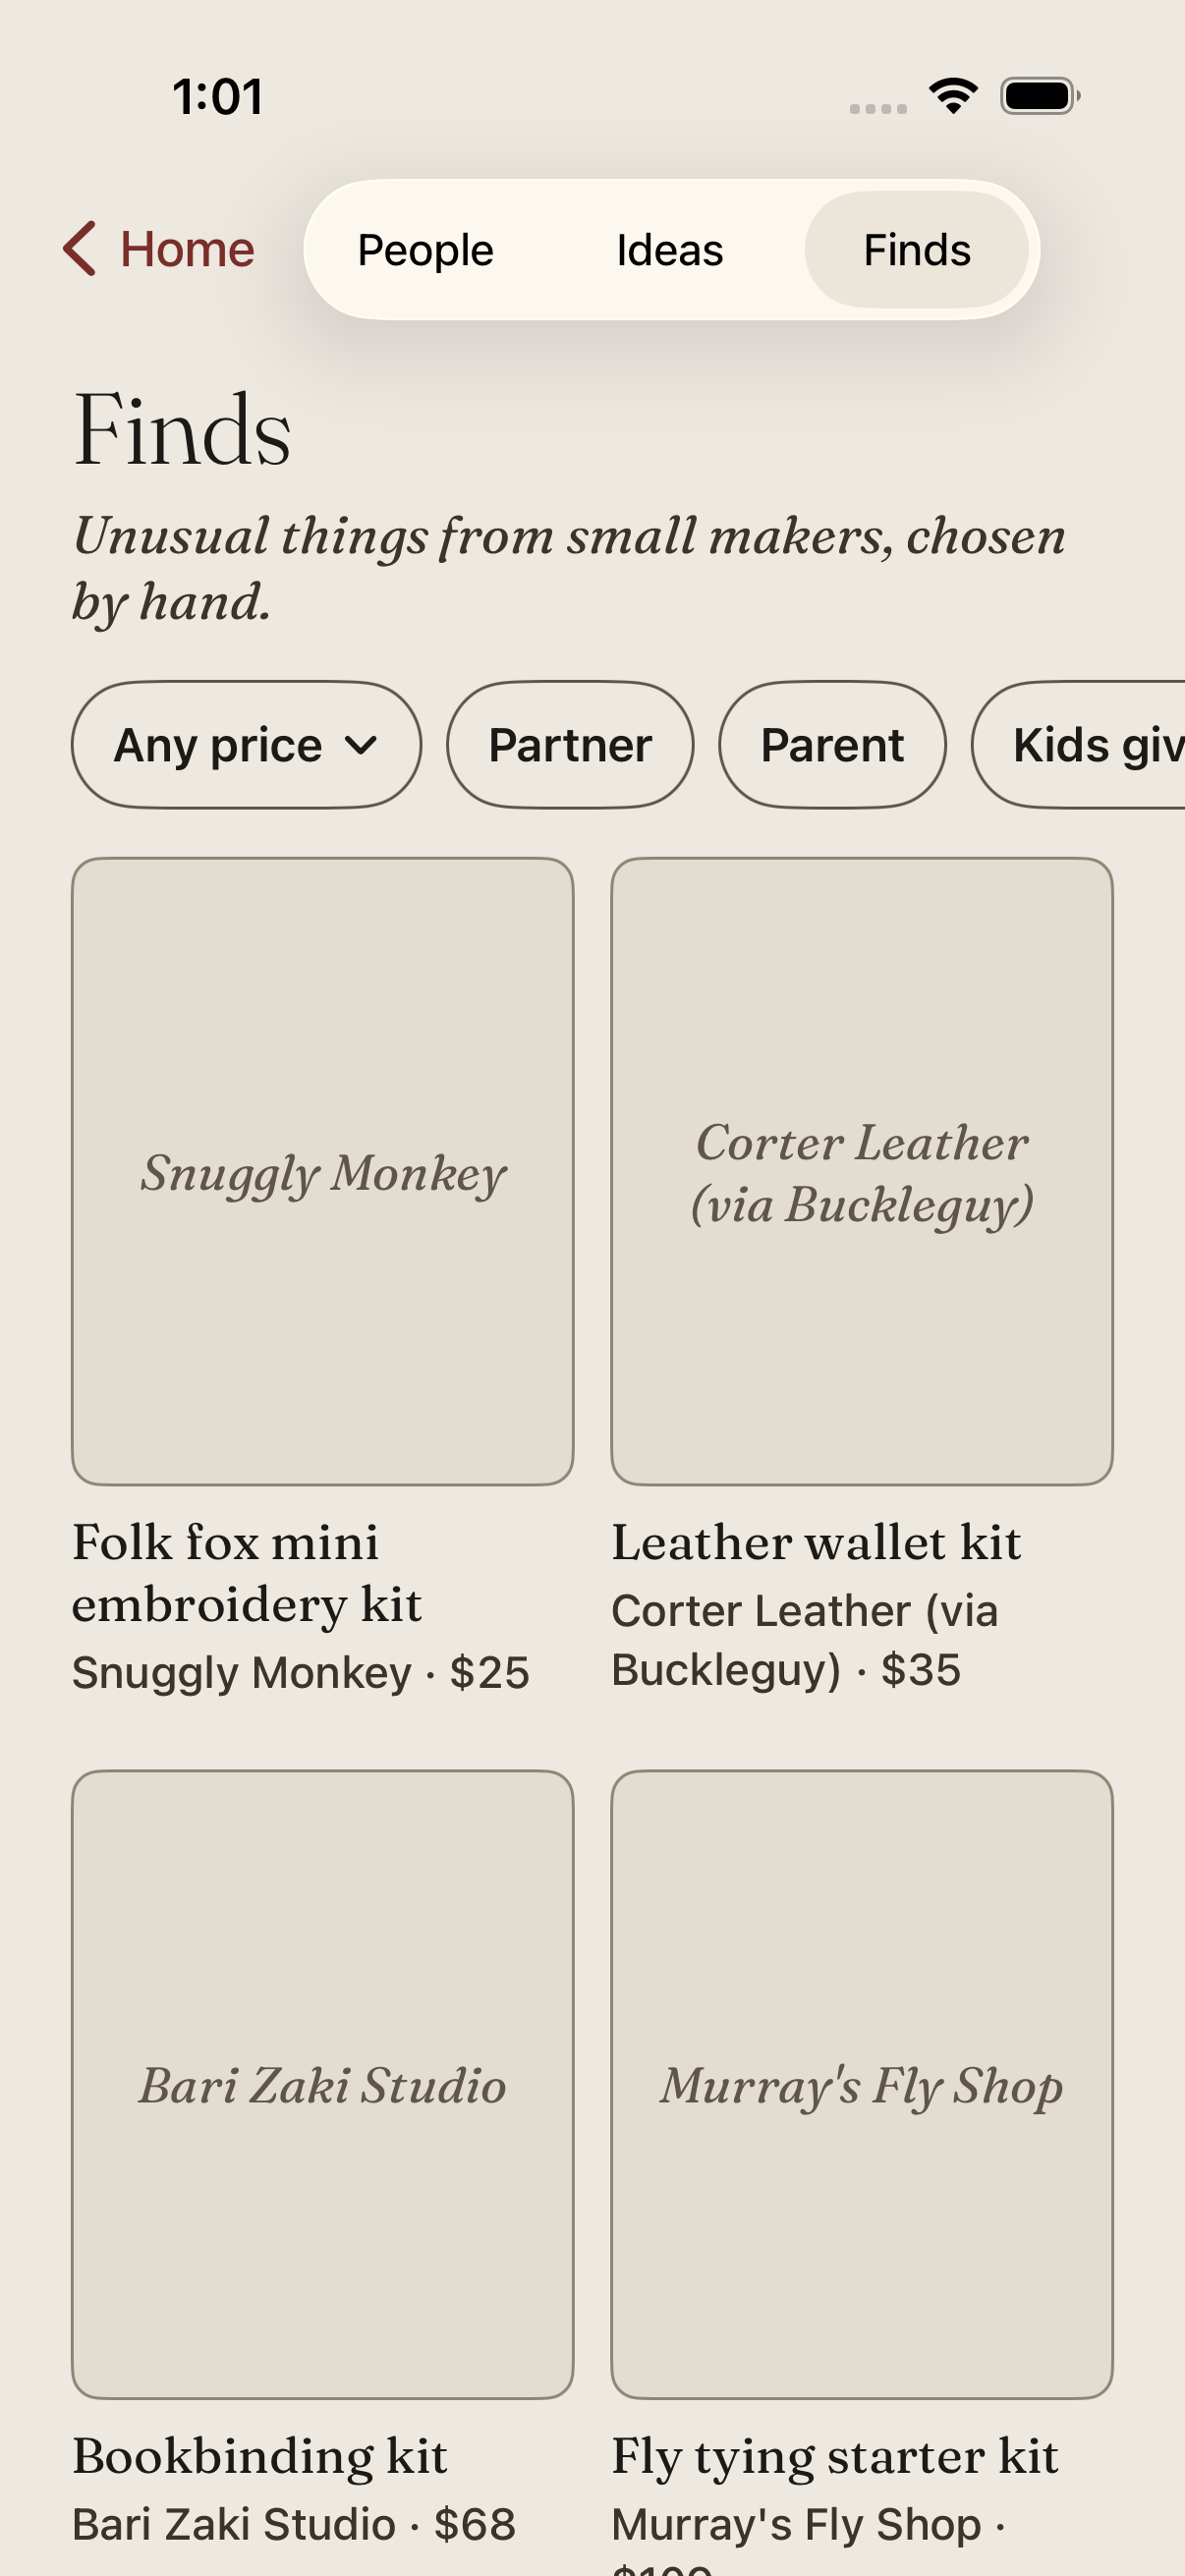 1:01
Home
People
Ideas
Finds
Finds
Unusual things from small makers, chosen
by hand.
Any price
Partner
Parent
Kids giv
Snuggly Monkey
Corter Leather
(via Buckleguy)
Folk fox mini
embroidery kit
Snuggly Monkey · $25
Leather wallet kit
Corter Leather (via
Buckleguy) · $35
Bari Zaki Studio
Murray's Fly Shop
Bookbinding kit
Bari Zaki Studio · $68
Fly tying starter kit
Murray's Fly Shop ·